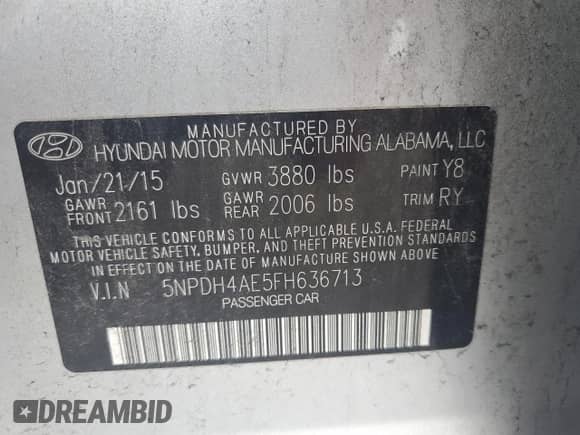 MANUFACTURED BY
HYUNDAI MOTOR MANUFACTURING ALABAMA, LLC
Jan/21/15 GVWR 3880 lbs PAINT Y8
GAWR FRONT 2161 lbs GAWR REAR 2006 lbs TRIM RY
THIS VEHICLE CONFORMS TO ALL APPLICABLE U.S.A. FEDERAL
MOTOR VEHICLE SAFETY, BUMPER, AND THEFT PREVENTION STANDARDS
IN EFFECT ON THE DATE OF MANUFACTURE SHOWN ABOVE.
V.I.N 5NPDH4AE5FH636713
PASSENGER CAR
DREAMBID